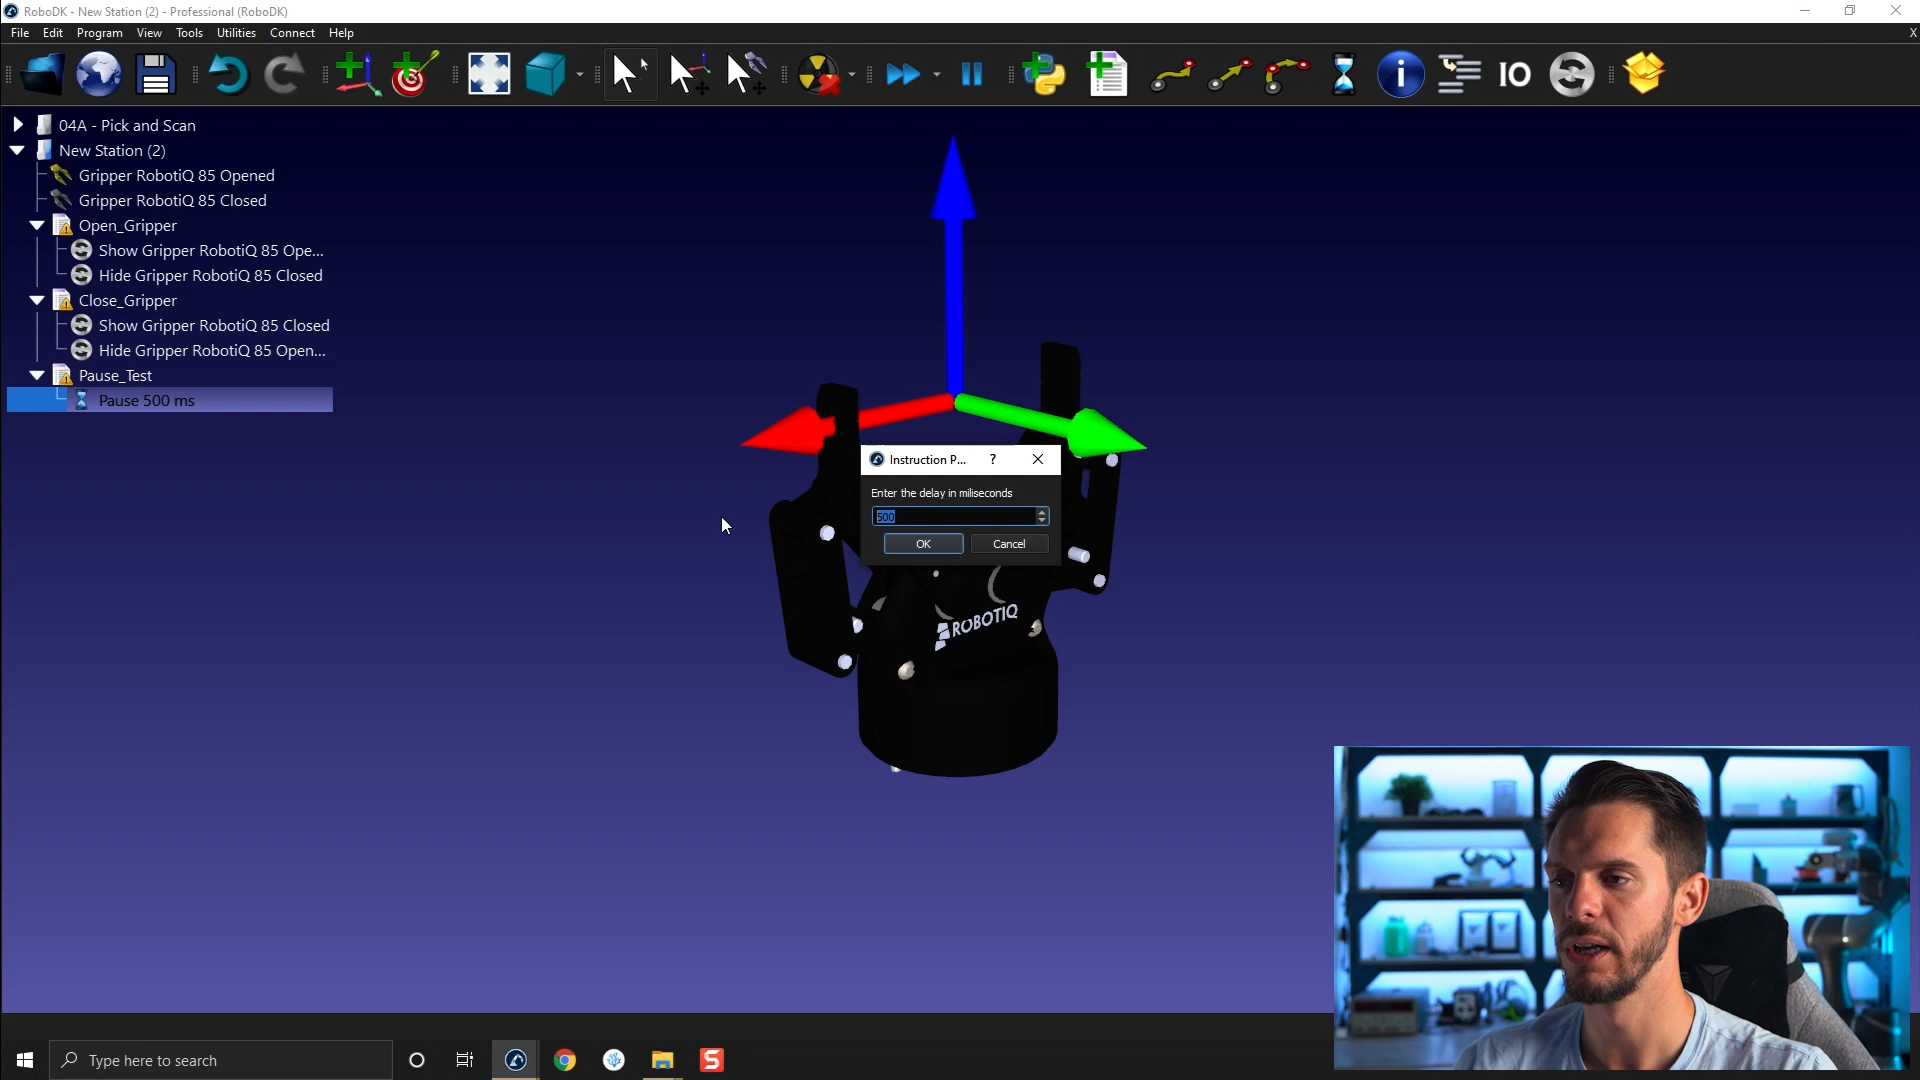 RoboDK - New Station (2) - Professional (RoboDK)
File Edit Program View Tools Utilities Connect Help X
IO
04A - Pick and Scan
New Station (2)
Gripper RobotiQ 85 Opened
Gripper RobotiQ 85 Closed
Open_Gripper
Show Gripper RobotiQ 85 Ope...
Hide Gripper RobotiQ 85 Closed
Close_Gripper
Show Gripper RobotiQ 85 Closed
Hide Gripper RobotiQ 85 Open...
Pause_Test
Pause 500 ms
Instruction P... ?
Enter the delay in miliseconds
500
OK Cancel
ROBOTIQ
Type here to search